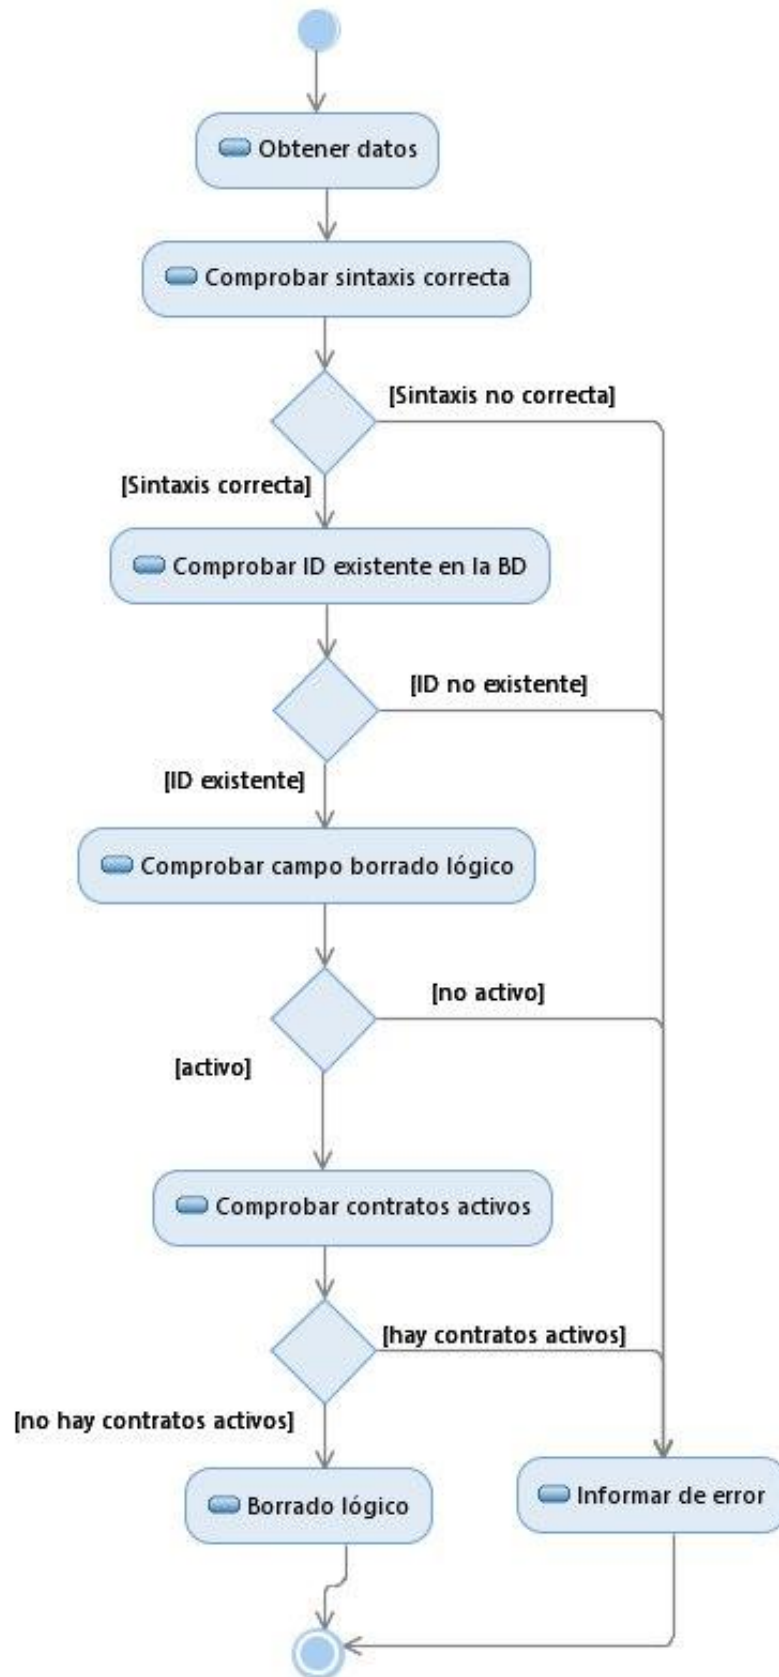 Obtener datos
Comprobar sintaxis correcta
[Sintaxis no correcta]
[Sintaxis correcta]
Comprobar ID existente en la BD
[ID no existente]
[ID existente]
Comprobar campo borrado lógico
[no activo]
[activo]
Comprobar contratos activos
[hay contratos activos]
[no hay contratos activos]
Borrado lógico
Informar de error